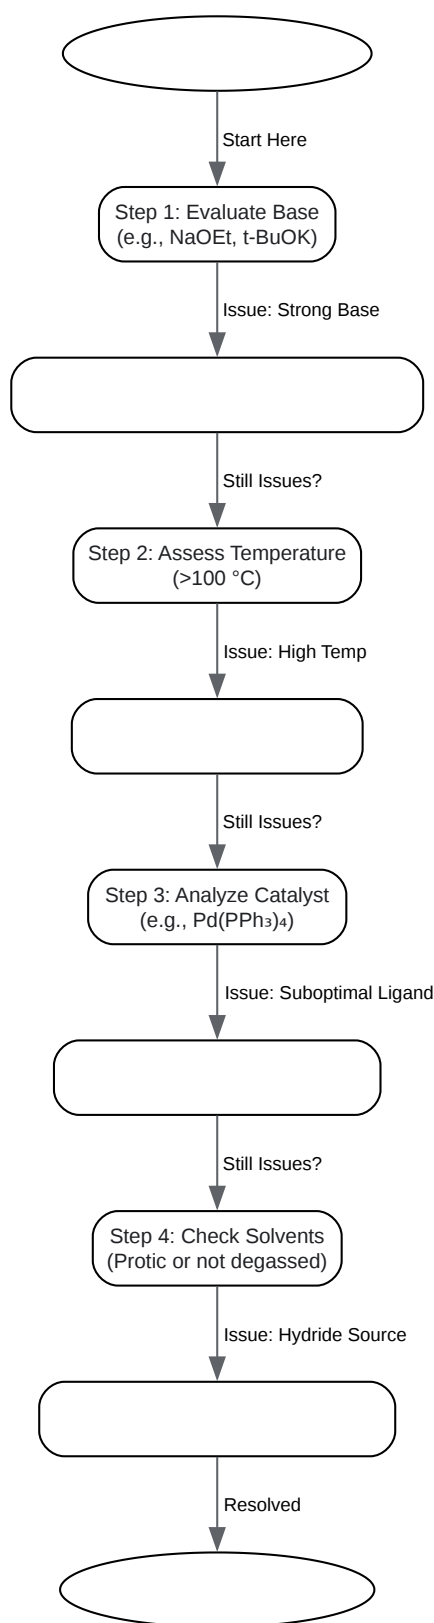 Start Here
Step 1: Evaluate Base
(e.g., NaOEt, t-BuOK)
Issue: Strong Base
Still Issues?
Step 2: Assess Temperature
(>100 °C)
Issue: High Temp
Still Issues?
Step 3: Analyze Catalyst
(e.g., Pd(PPh₃)₄)
Issue: Suboptimal Ligand
Still Issues?
Step 4: Check Solvents
(Protic or not degassed)
Issue: Hydride Source
Resolved